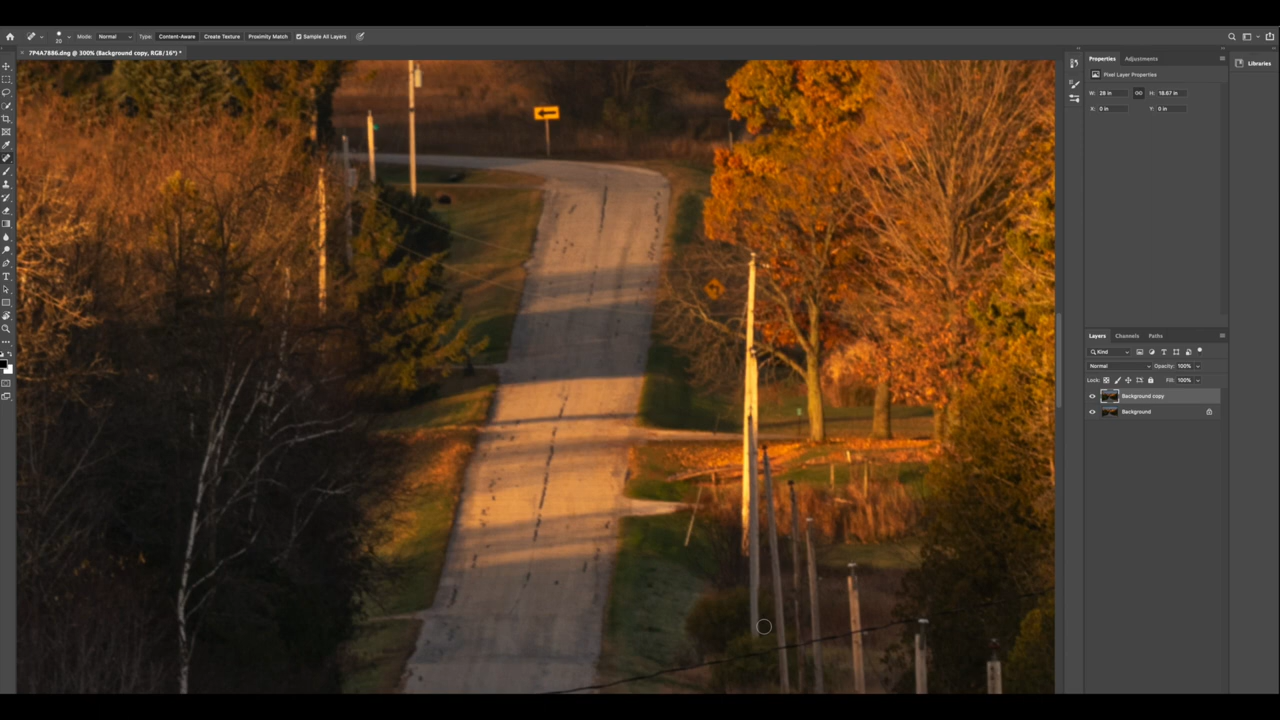 20
Mode: Normal
Type: Content-Aware
Create Texture
Proximity Match
Sample All Layers
× 7P4A7886.dng @ 300% (Background copy, RGB/16*) *
Properties
Adjustments
Libraries
Pixel Layer Properties
W: 28 in
H: 18.67 in
X: 0 in
Y: 0 in
Layers
Channels
Paths
Kind
Normal
Opacity: 100%
Lock:
Fill: 100%
Background copy
Background